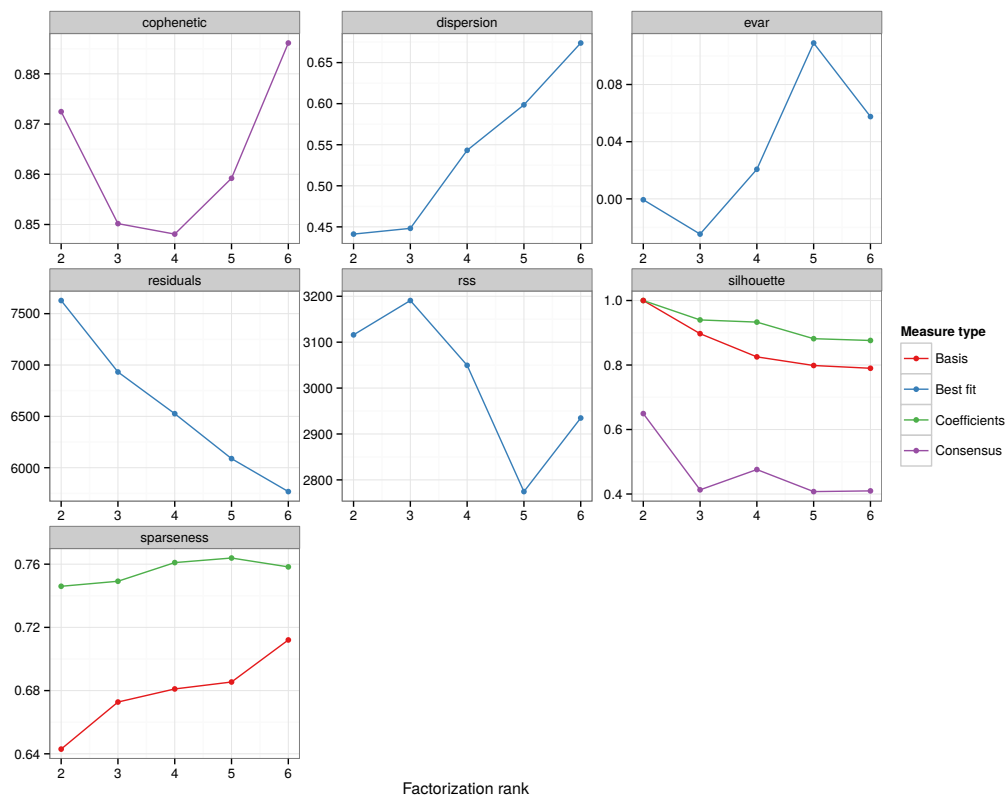 cophenetic
0.88
0.87
0.86
0.85
2 3 4 5 6
dispersion
0.65
0.60
0.55
0.50
0.45
2 3 4 5 6
evar
0.08
0.04
0.00
2 3 4 5 6
residuals
7500
7000
6500
6000
2 3 4 5 6
rss
3200
3100
3000
2900
2800
2 3 4 5 6
silhouette
1.0
0.8
0.6
0.4
2 3 4 5 6
sparseness
0.76
0.72
0.68
0.64
2 3 4 5 6
Factorization rank
Measure type
Basis
Best fit
Coefficients
Consensus